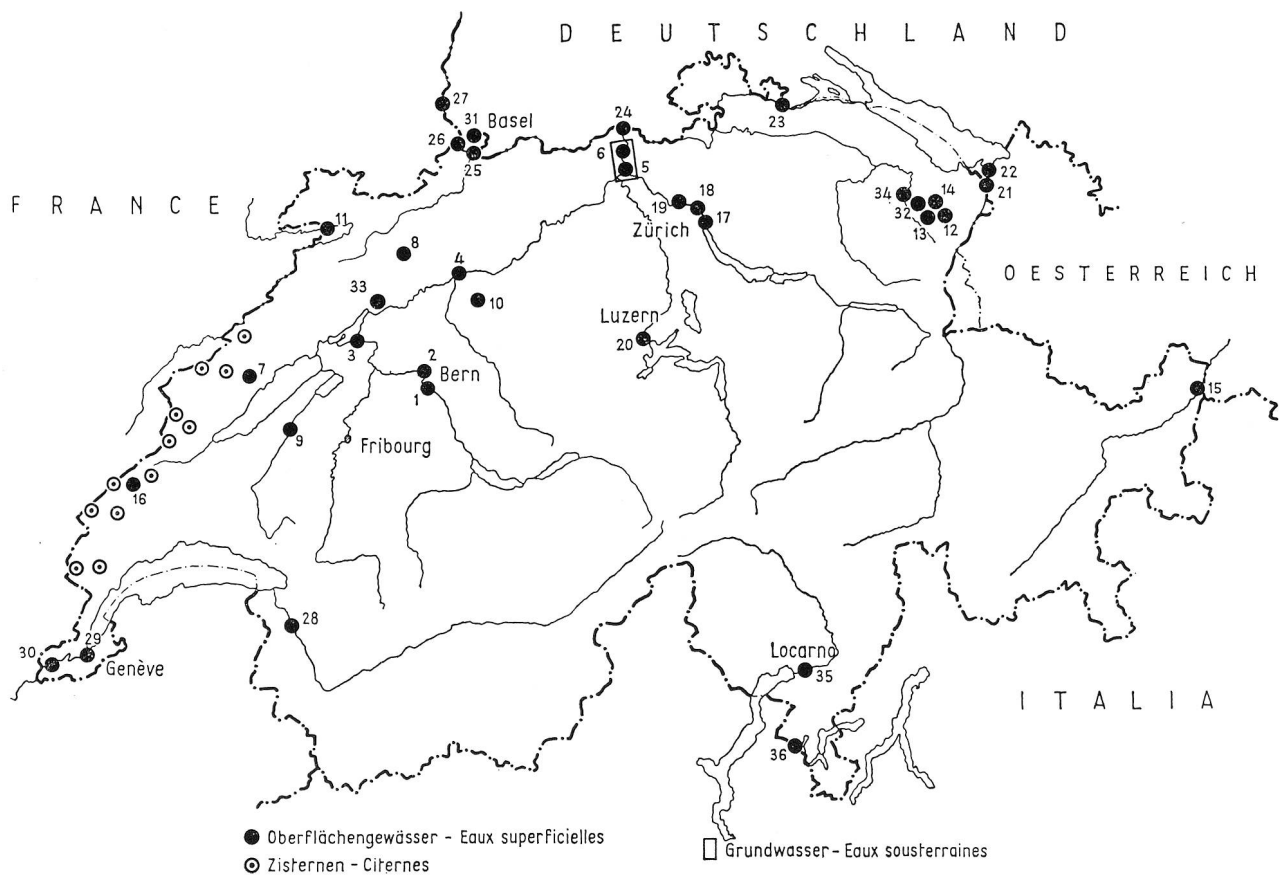 DEUTSCHLAND
27
31 Basel
26
25
24
6
5
23
22
21
34
14
32
13
12
18
19
17
Zürich
FRANCE
11
8
4
10
33
3
OESTERREICH
Luzern
20
2
Bern
1
7
15
9
Fribourg
16
28
29
30
Genève
Locarno
35
ITALIA
36
Oberflächengewässer - Eaux superficielles
Zisternen - Citernes
Grundwasser - Eaux sousterraines